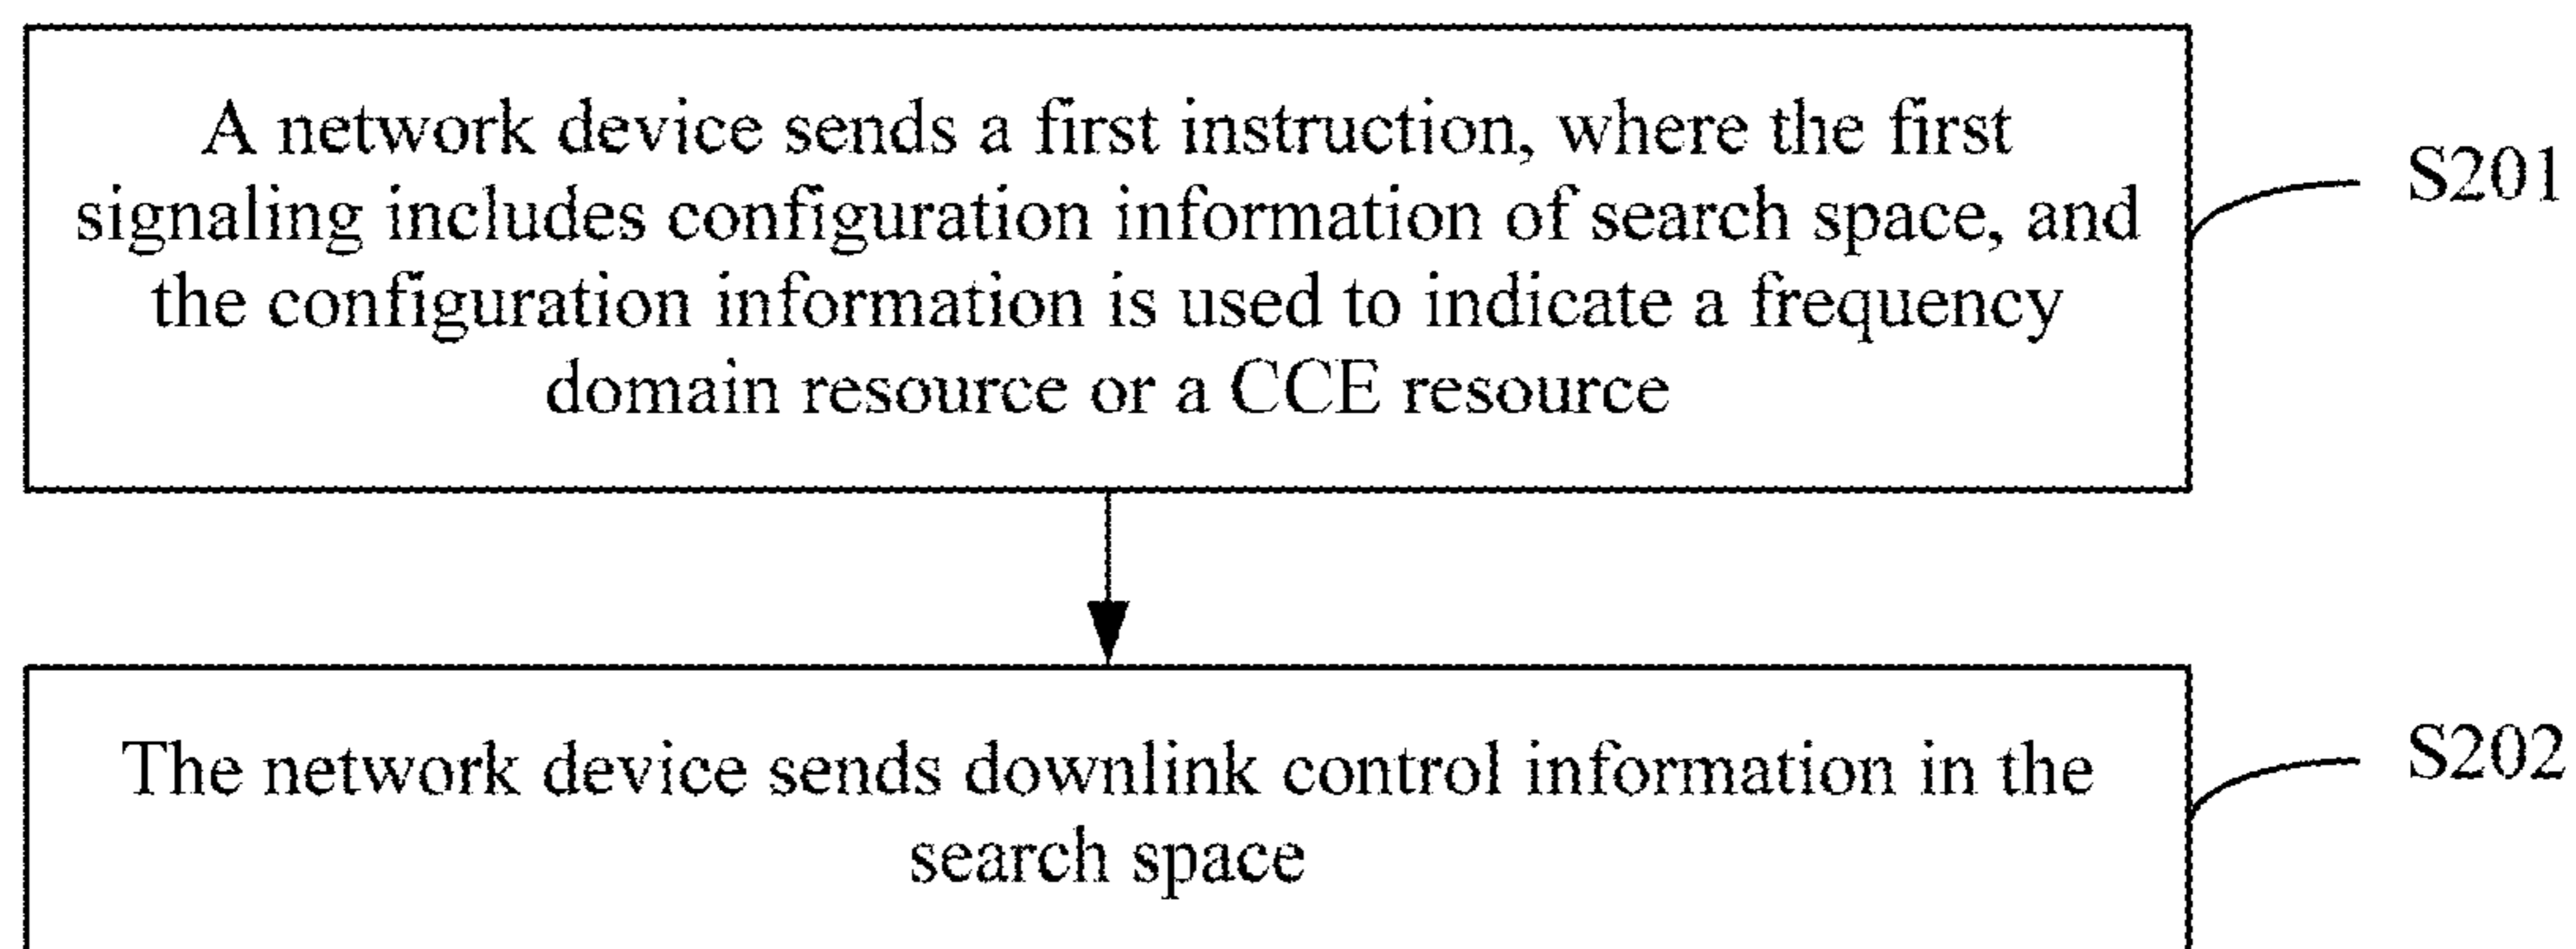 A network device sends a first instruction, where the first
signaling includes configuration information of search space, and
the configuration information is used to indicate a frequency
domain resource or a CCE resource
S201
The network device sends downlink control information in the
search space
S202